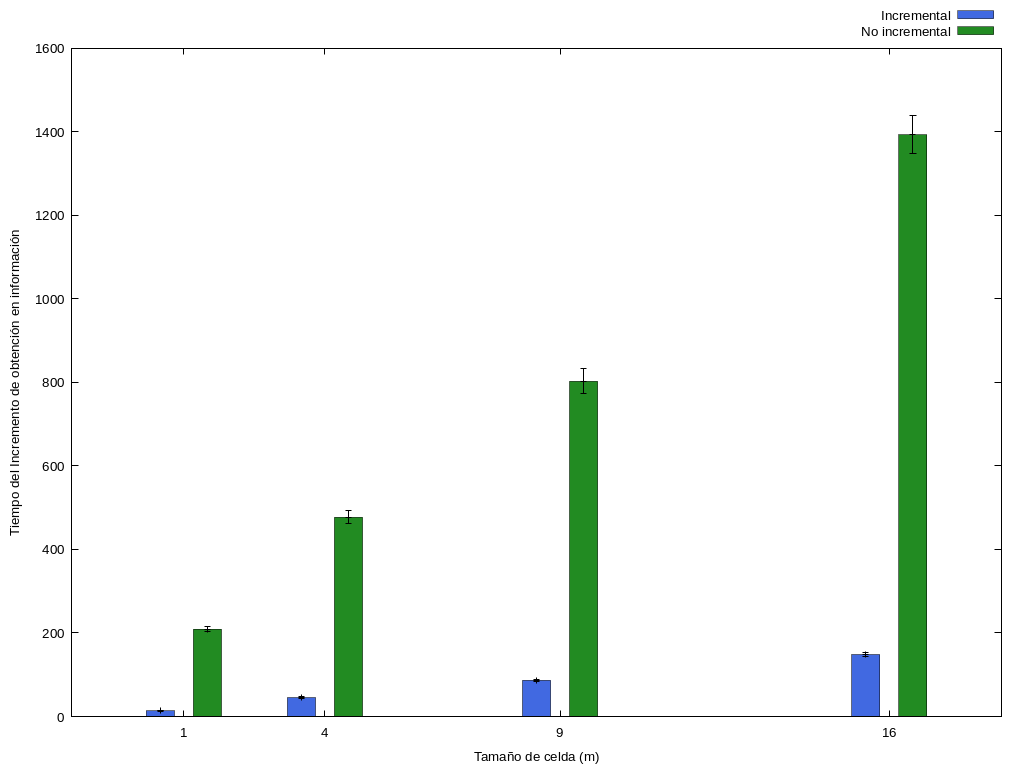 Incremental
No incremental
1600
1400
1200
1000
800
600
400
200
0
Tiempo del Incremento de obtención en información
1 4 9 16
Tamaño de celda (m)